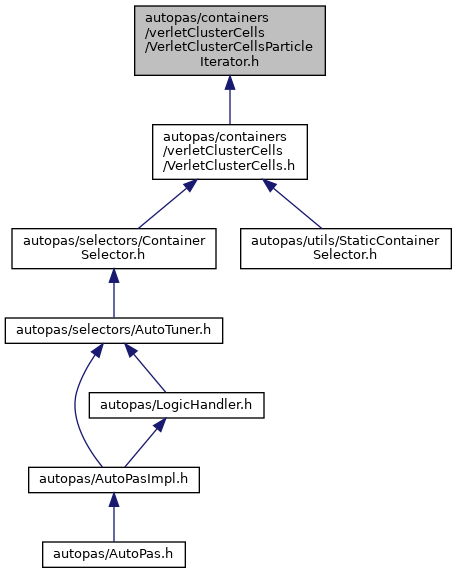 autopas/containers
/verletClusterCells
/VerletClusterCellsParticle
Iterator.h
autopas/containers
/verletClusterCells
/VerletClusterCells.h
autopas/selectors/Container
Selector.h
autopas/utils/StaticContainer
Selector.h
autopas/selectors/AutoTuner.h
autopas/LogicHandler.h
autopas/AutoPasImpl.h
autopas/AutoPas.h